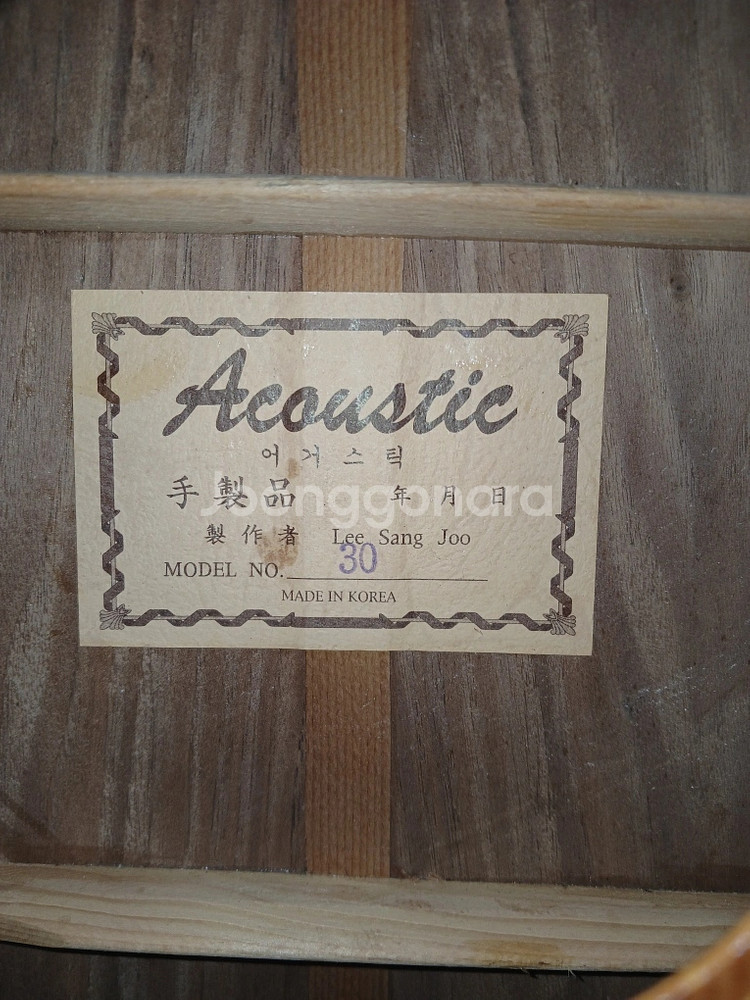 Acoustic
어 거 스 틱
手 製 品 年 月 日
Joonggonara
製 作 者 Lee Sang Joo
MODEL NO. 30
MADE IN KOREA